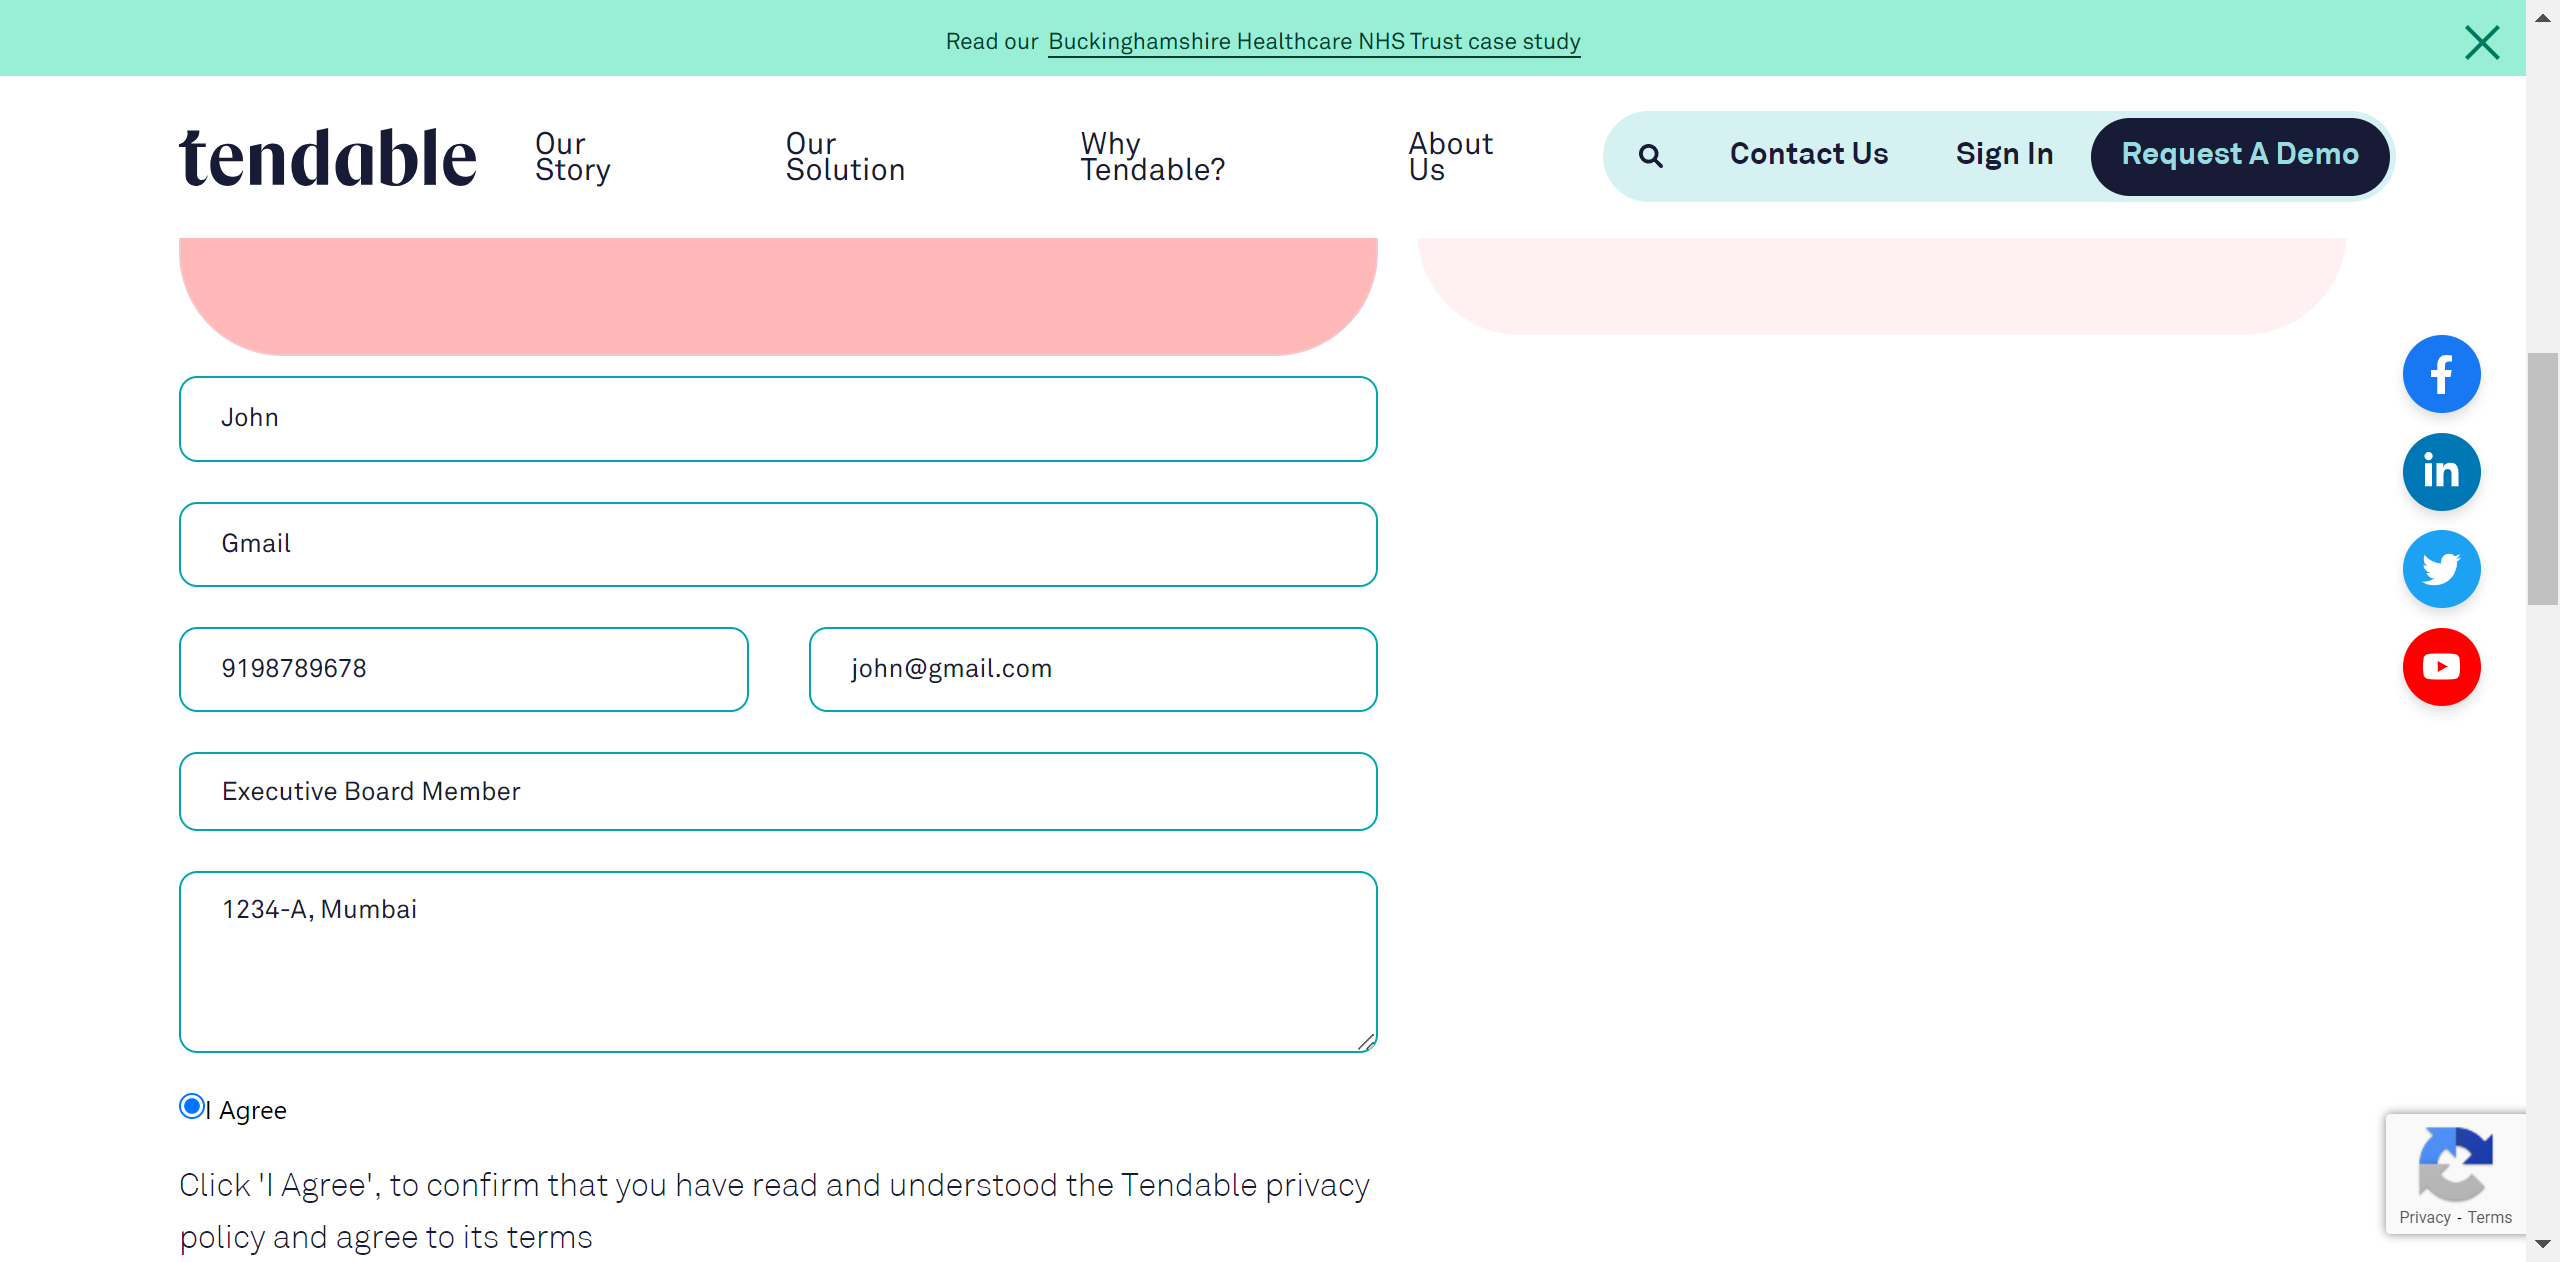 Read our Buckinghamshire Healthcare NHS Trust case study
tendable
Our Story
Our Solution
Why Tendable?
About Us
Contact Us
Sign In
Request A Demo
John
Gmail
9198789678
john@gmail.com
Executive Board Member
1234-A, Mumbai
I Agree
Click 'I Agree', to confirm that you have read and understood the Tendable privacy
policy and agree to its terms
Privacy - Terms